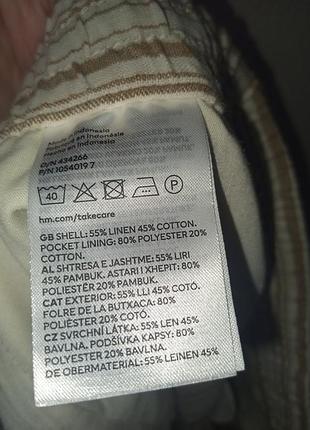 Made in Indonesia
Fabriqué en Indonésie
Hecho en Indonesia
O/N 434266
P/N 1054019 7
40
P
hm.com/takecare
GB SHELL: 55% LINEN 45% COTTON.
POCKET LINING: 80% POLYESTER 20%
COTTON.
AL SHTRESA E JASHTME: 55% LIRI
45% PAMBUK. ASTARI I XHEPIT: 80%
POLIESTËR 20% PAMBUK.
CAT EXTERIOR: 55% LLI 45% COTÓ.
FOLRE DE LA BUTXACA: 80%
POLIÈSTER 20% COTÓ.
CZ SVRCHNÍ LÁTKA: 55% LEN 45%
BAVLNA. PODŠÍVKA KAPSY: 80%
POLYESTER 20% BAVLNA.
DE OBERMATERIAL: 55% LEINEN 45%